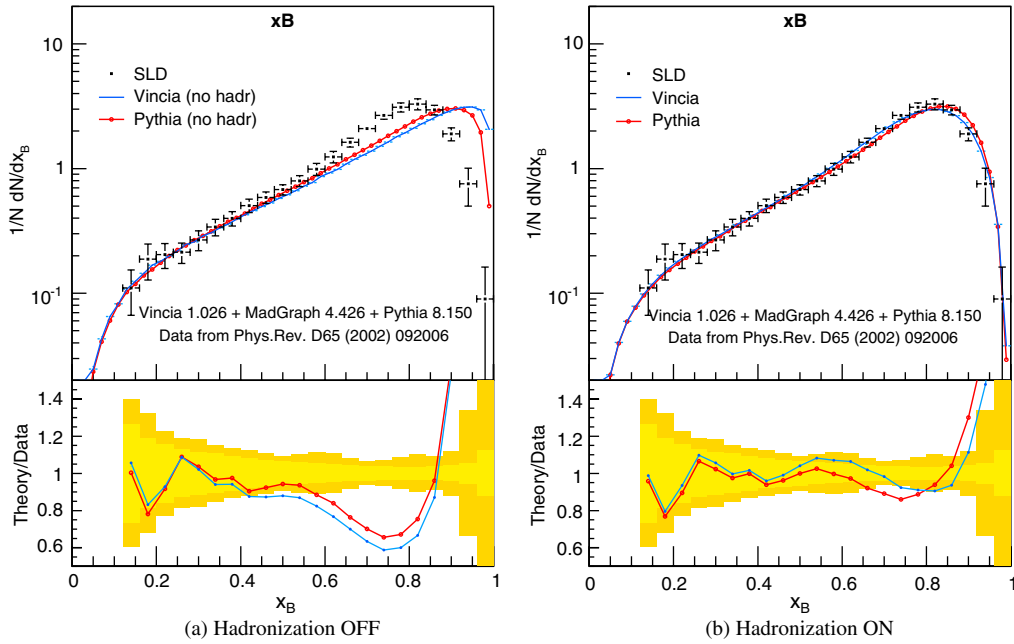 xB
10
1
10-1
1/N dN/dxB
SLD
Vincia (no hadr)
Pythia (no hadr)
Vincia 1.026 + MadGraph 4.426 + Pythia 8.150
Data from Phys.Rev. D65 (2002) 092006
1.4
1.2
1
0.8
0.6
Theory/Data
0 0.2 0.4 0.6 0.8 1
xB
(a) Hadronization OFF
xB
10
1
10-1
1/N dN/dxB
SLD
Vincia
Pythia
Vincia 1.026 + MadGraph 4.426 + Pythia 8.150
Data from Phys.Rev. D65 (2002) 092006
1.4
1.2
1
0.8
0.6
Theory/Data
0 0.2 0.4 0.6 0.8 1
xB
(b) Hadronization ON